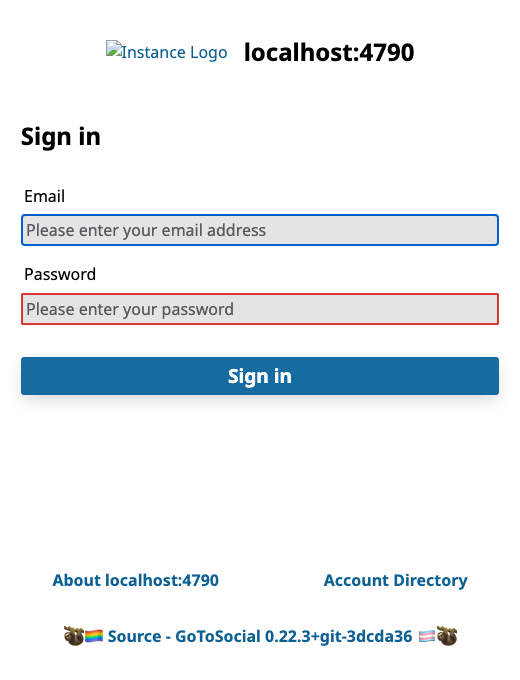 Instance Logo localhost:4790
Sign in
Email
Please enter your email address
Password
Please enter your password
Sign in
About localhost:4790 Account Directory
Source - GoToSocial 0.22.3+git-3dcda36